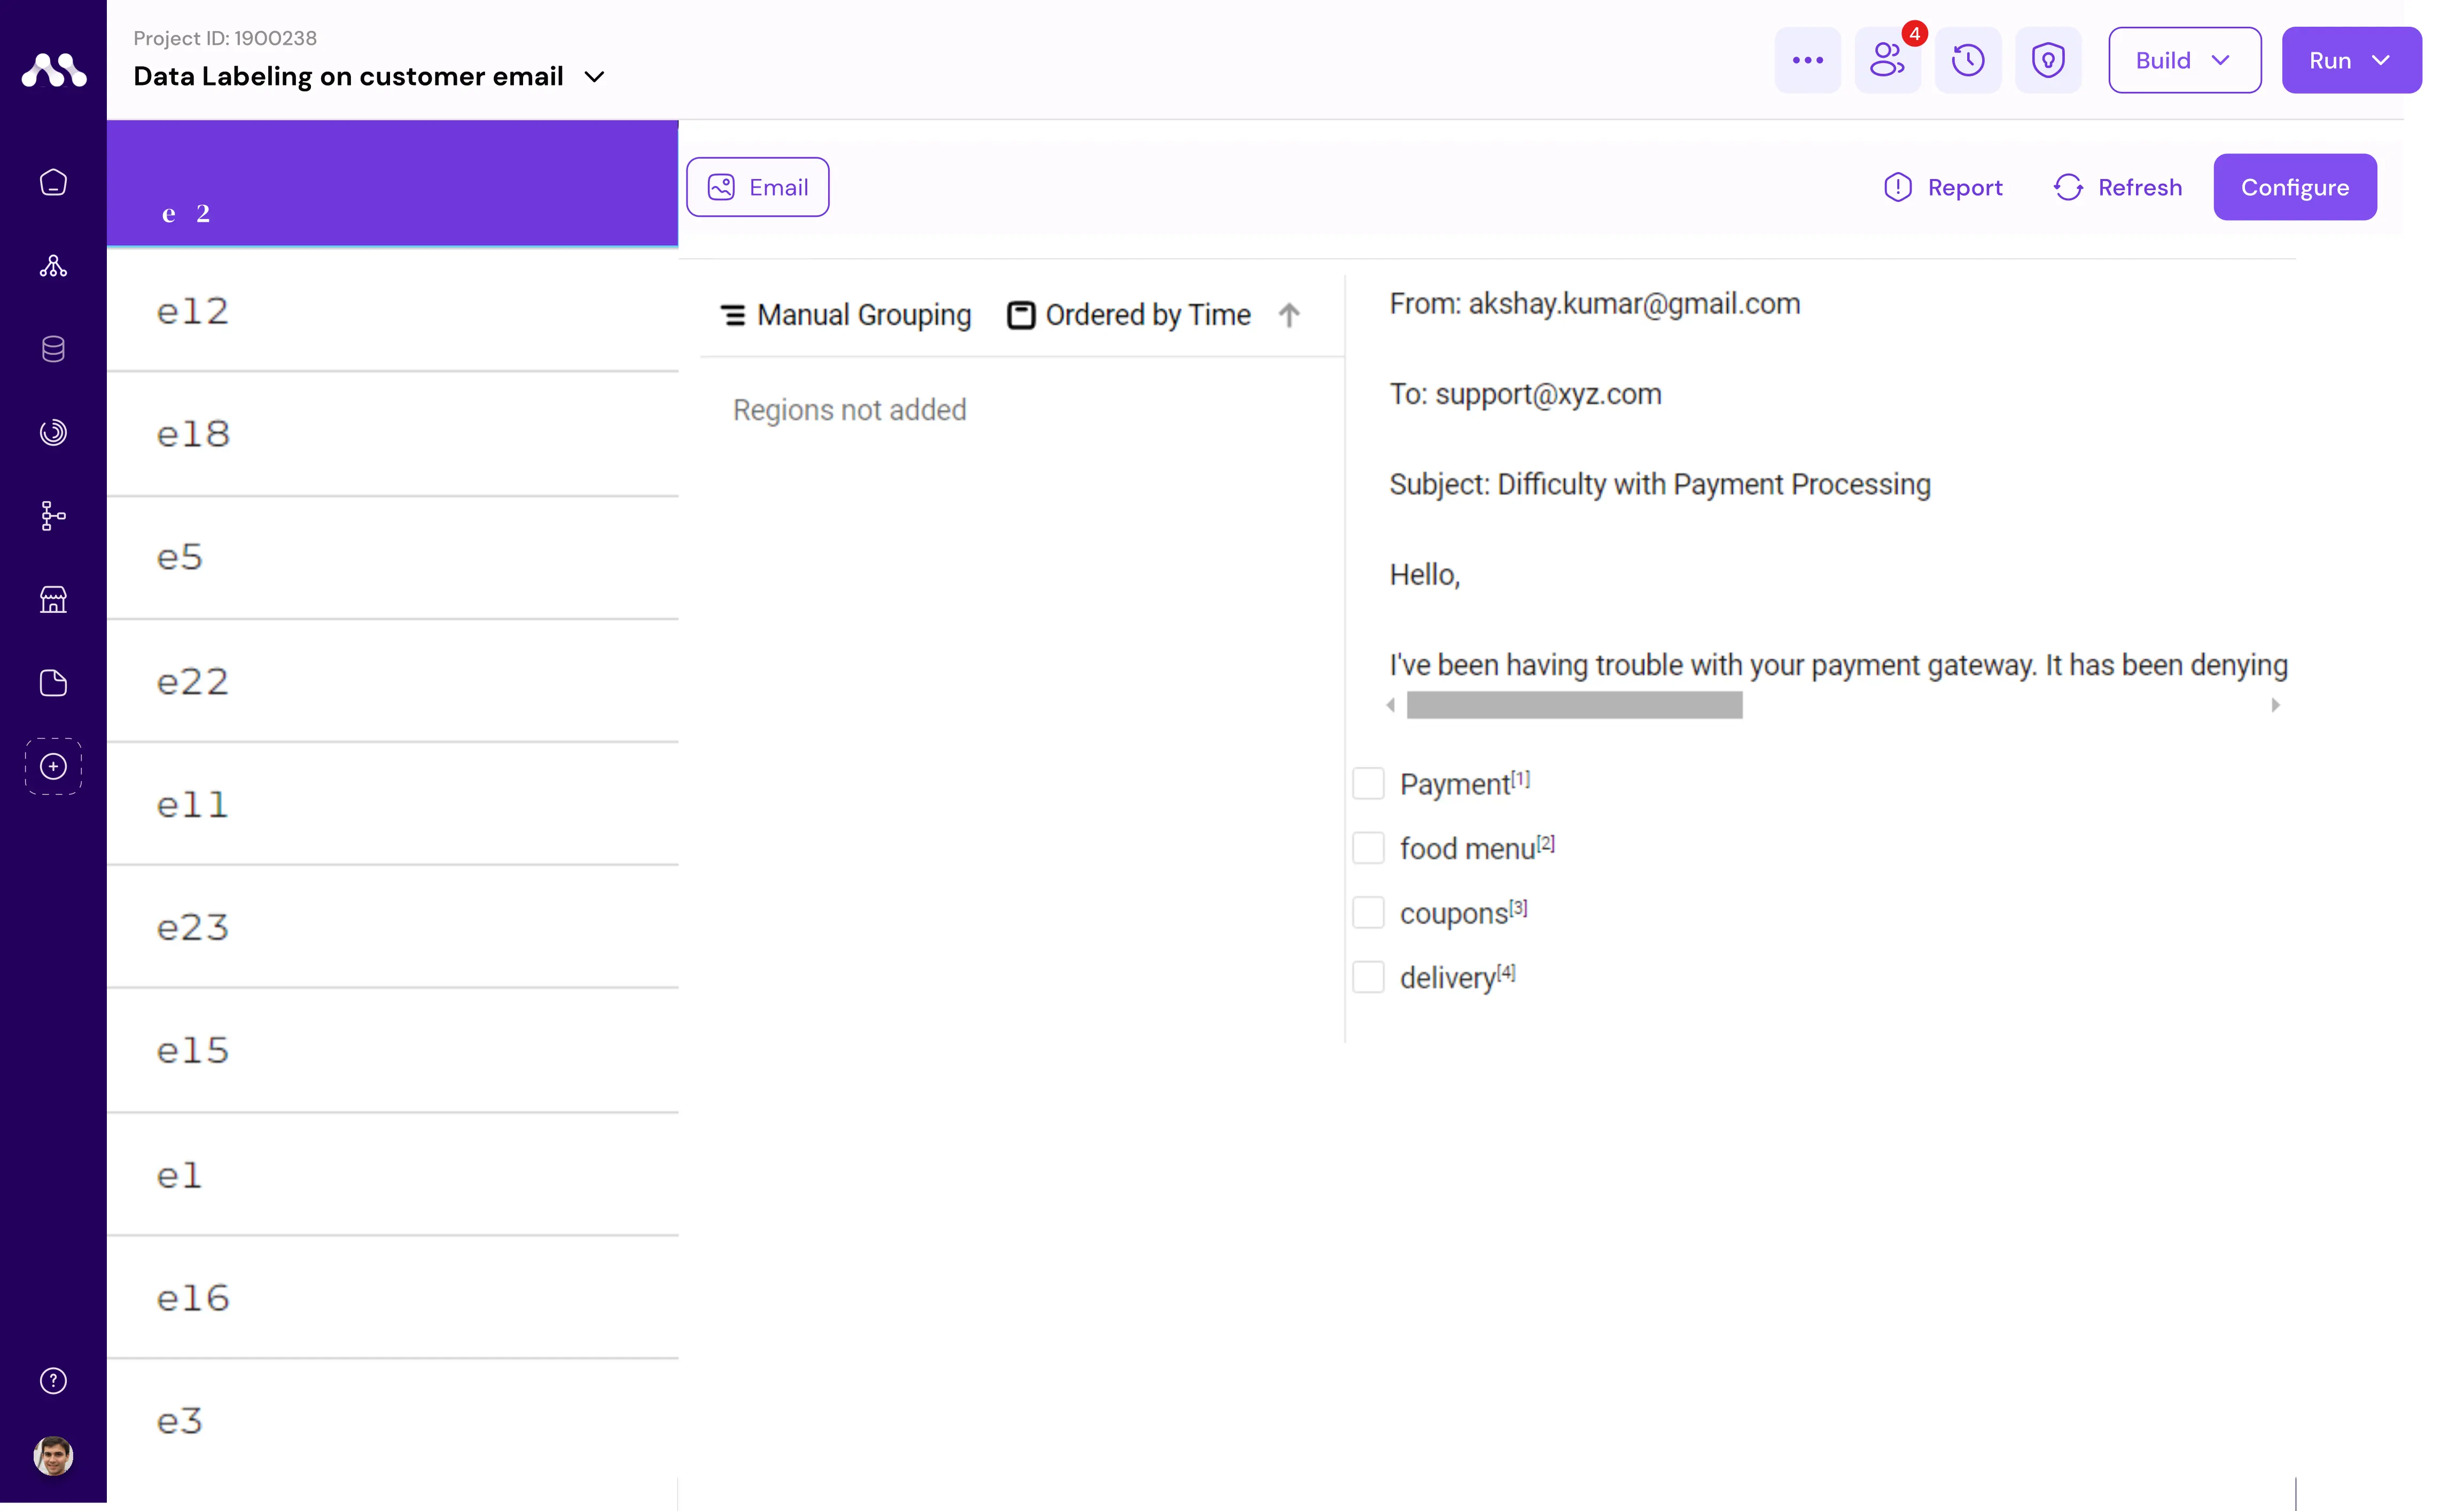 Project ID: 1900238
Data Labeling on customer email
4
Build
Run
e 2
Email
Report
Refresh
Configure
e12
e18
e5
e22
e11
e23
e15
e1
e16
e3
Manual Grouping
Ordered by Time
Regions not added
From: akshay.kumar@gmail.com
To: support@xyz.com
Subject: Difficulty with Payment Processing
Hello,
I've been having trouble with your payment gateway. It has been denying
Payment[1]
food menu[2]
coupons[3]
delivery[4]